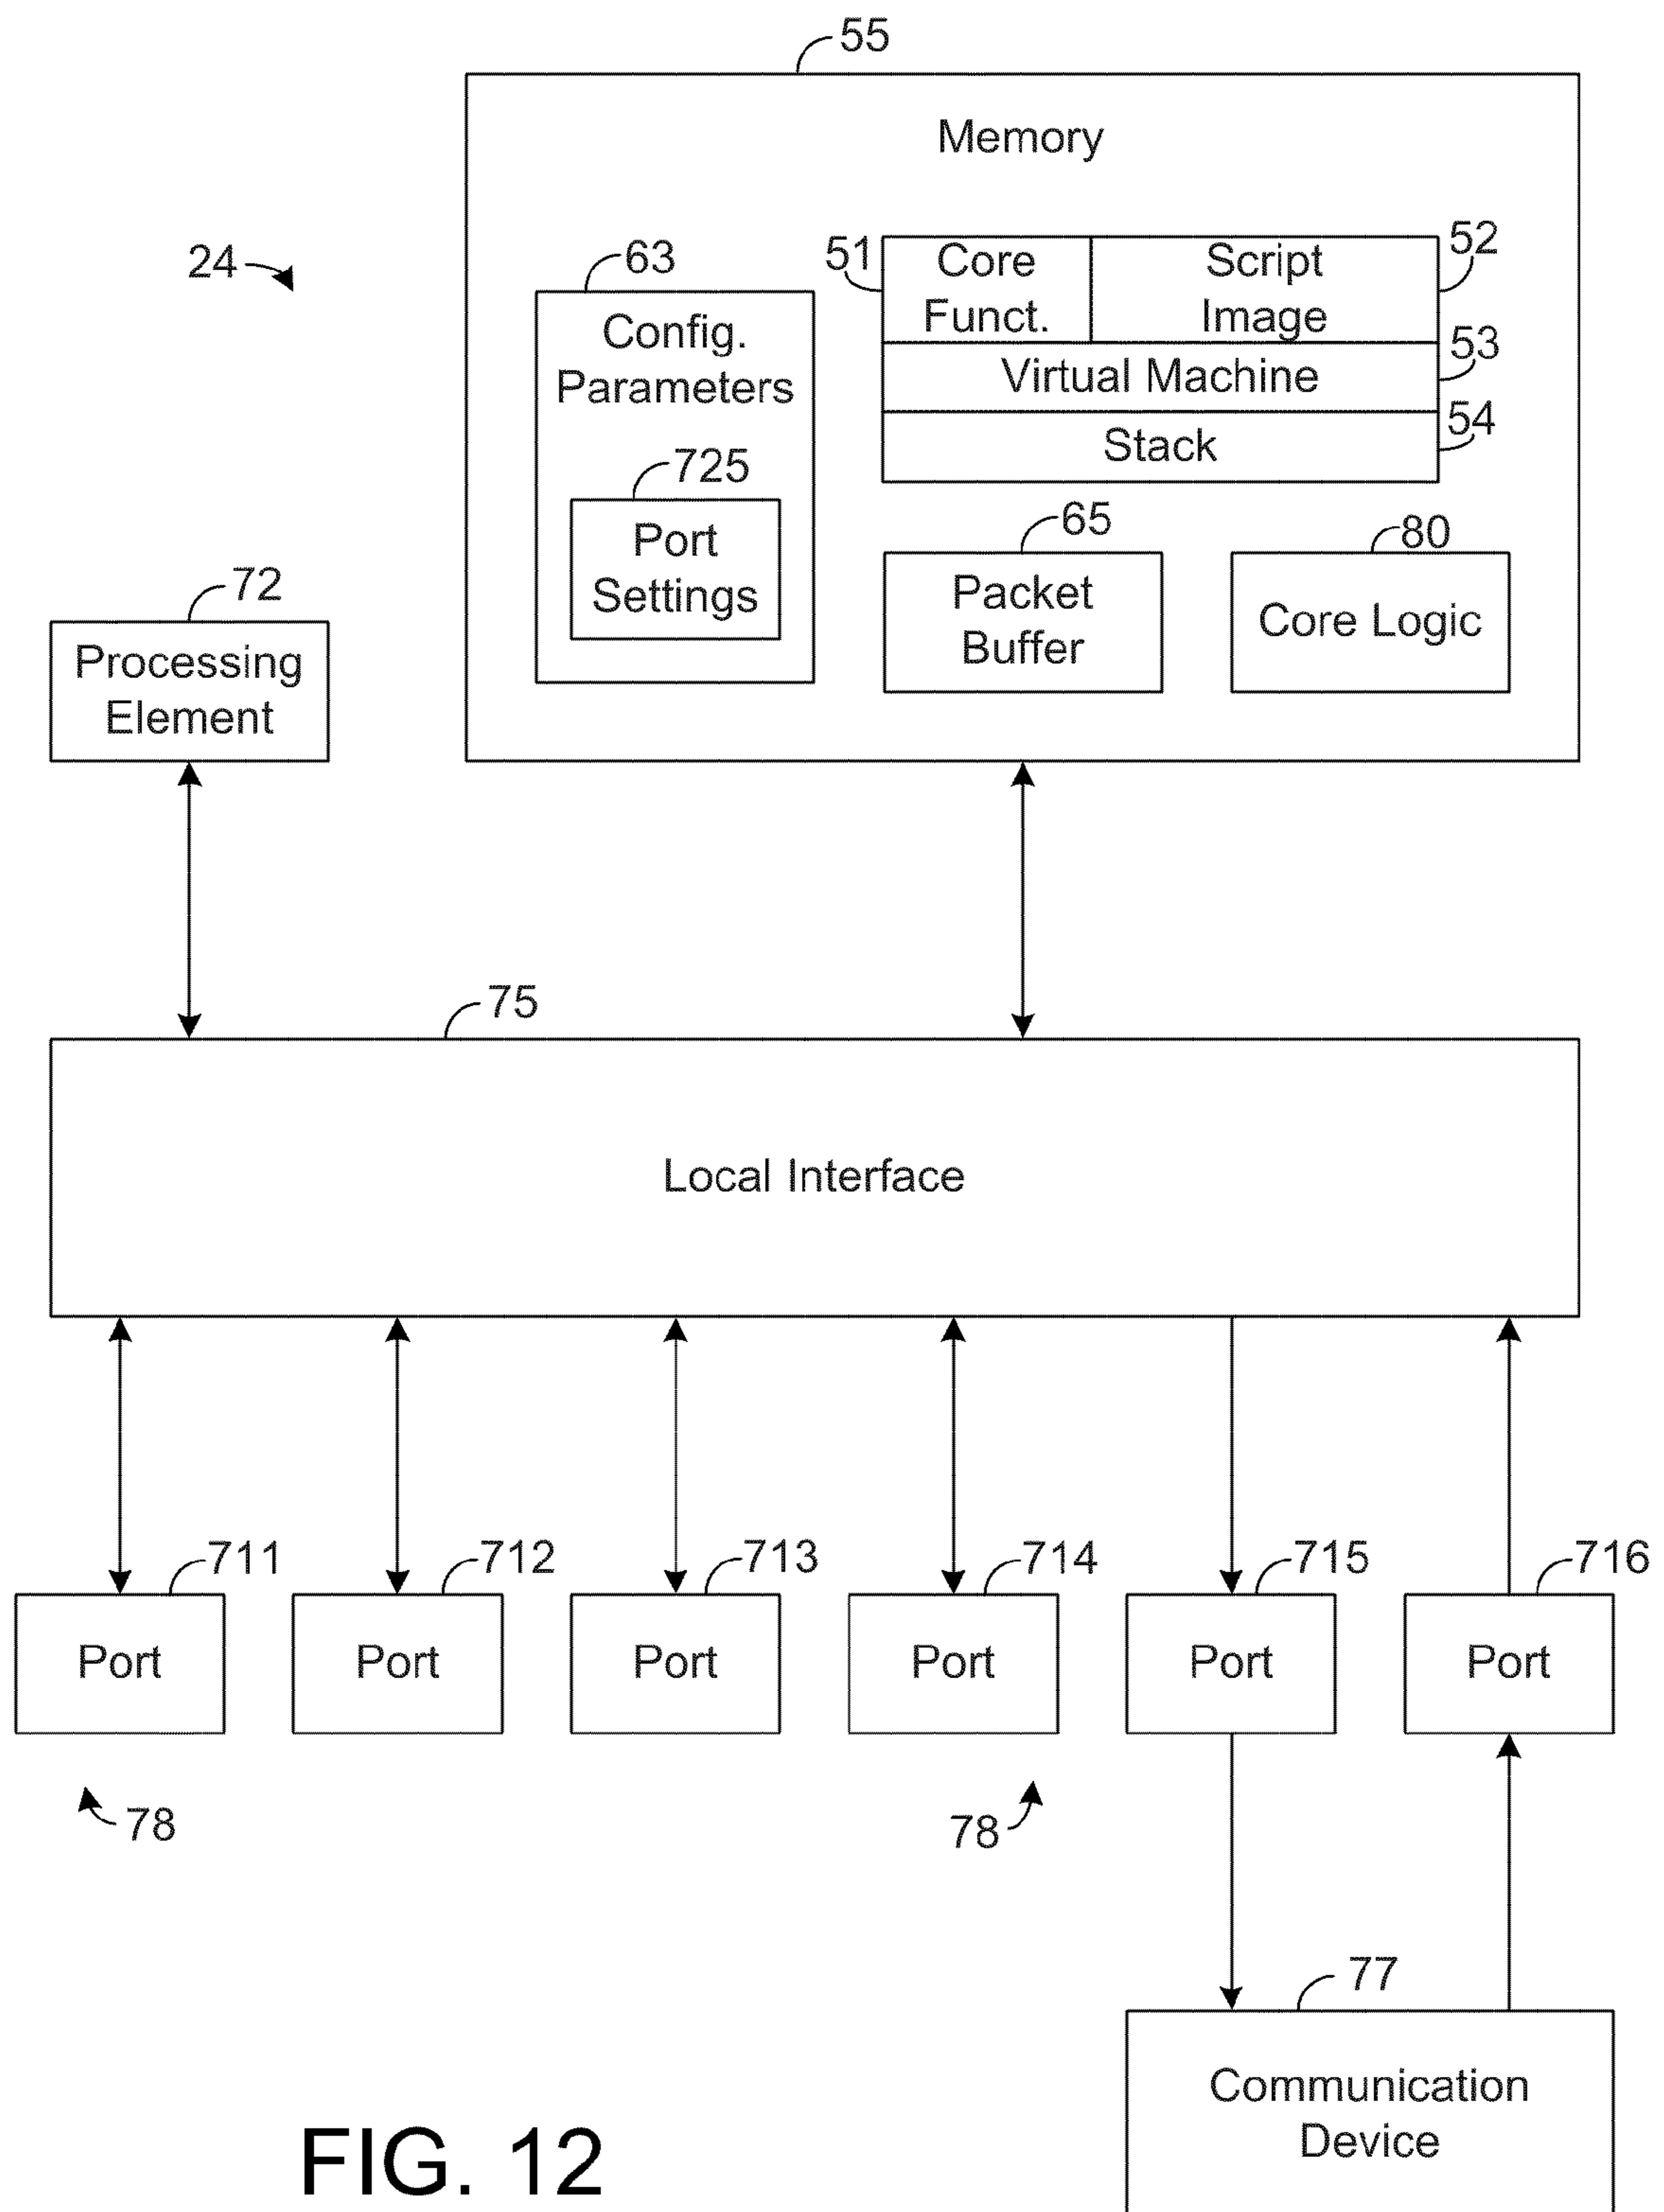 55
Memory
24
63
Config.
Parameters
725
Port
Settings
51
Core
Funct.
52
Script
Image
53
Virtual Machine
54
Stack
65
Packet
Buffer
80
Core Logic
72
Processing
Element
75
Local Interface
711
Port
712
Port
713
Port
714
Port
715
Port
716
Port
78
78
77
Communication
Device
FIG. 12